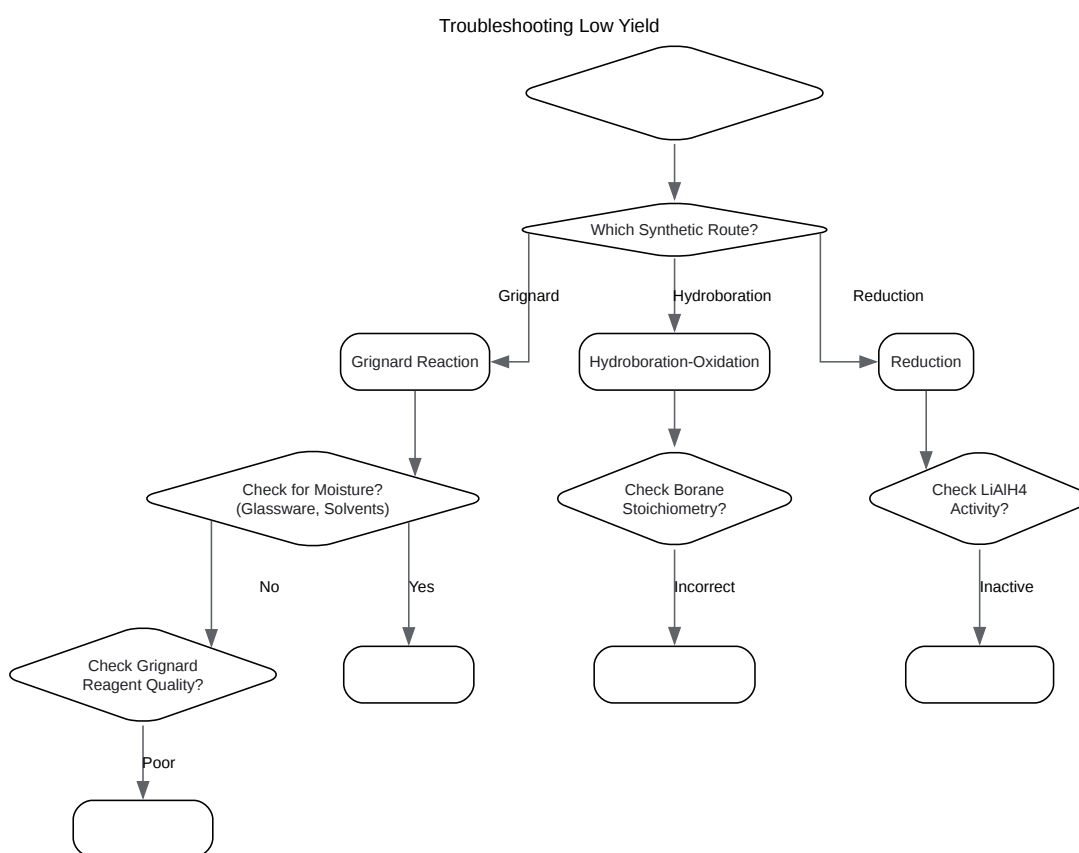 Troubleshooting Low Yield
Which Synthetic Route?
Grignard
Hydroboration
Reduction
Grignard Reaction
Hydroboration-Oxidation
Reduction
Check for Moisture?
(Glassware, Solvents)
Check Borane
Stoichiometry?
Check LiAlH4
Activity?
No
Yes
Incorrect
Inactive
Check Grignard
Reagent Quality?
Poor